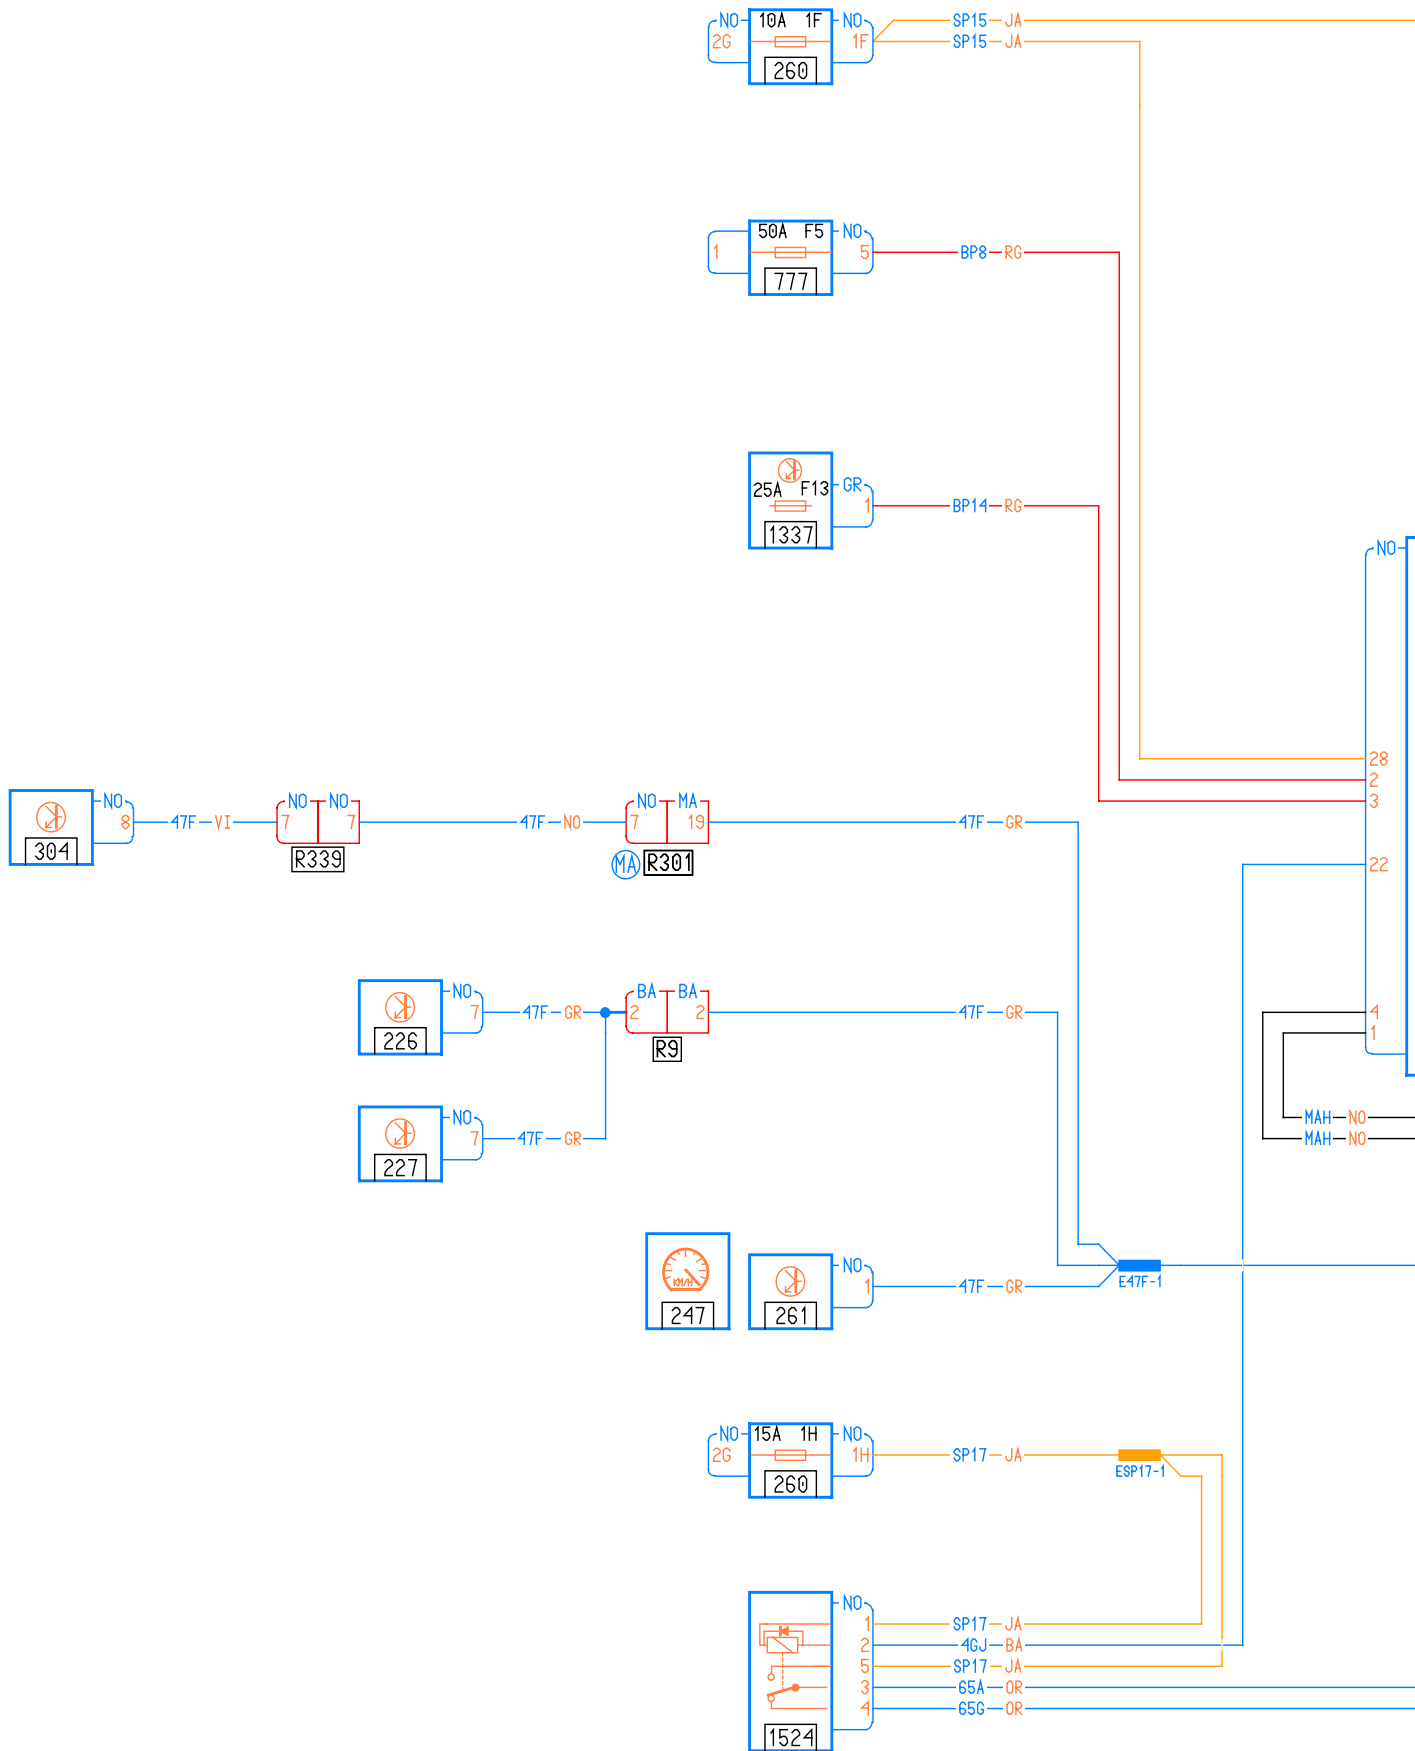 NO 10A 1F NO SP15 JA
2G 1F SP15 JA
260
50A F5 NO
1 5 BP8 RG
777
25A F13 GR
1 BP14 RG
1337
NO
28
2
NO NO NO NO MA 3
8 47F VI 7 7 47F NO 7 19 47F GR
304 R339 MA R301 22
NO BA BA
7 47F GR 2 2 47F GR 4
226 R9 1
NO MAH NO
7 47F GR MAH NO
227
NO
KM/H 1 47F GR E47F-1
247 261
NO 15A 1H NO
2G 1H SP17 JA ESP17-1
260
NO
1 SP17 JA
2 4GJ BA
5 SP17 JA
3 65A OR
4 65G OR
1524